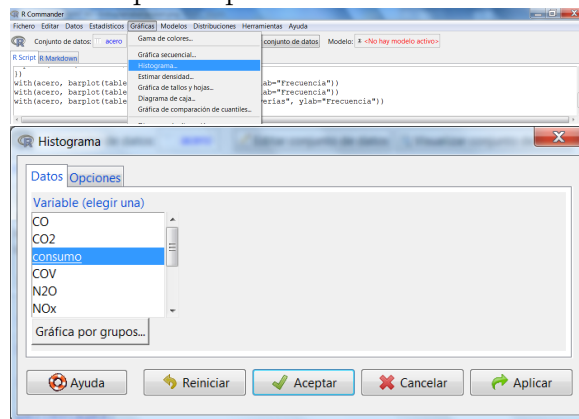 R Commander
Fichero Editar Datos Estadísticos Gráficas Modelos Distribuciones Herramientas Ayuda
Conjunto de datos: acero conjunto de datos Modelo: Σ <No hay modelo activo>
Gama de colores...
Gráfica secuencial...
Histograma...
Estimar densidad...
Gráfica de tallos y hojas...
Diagrama de caja...
Gráfica de comparación de cuantiles...
R Script R Markdown
))
with(acero, barplot(table ab="Frecuencia"))
with(acero, barplot(table
with(acero, barplot(table erias", ylab="Frecuencia"))
Histograma
Datos Opciones
Variable (elegir una)
CO
CO2
consumo
COV
N2O
NOx
Gráfica por grupos...
Ayuda Reiniciar Aceptar Cancelar Aplicar